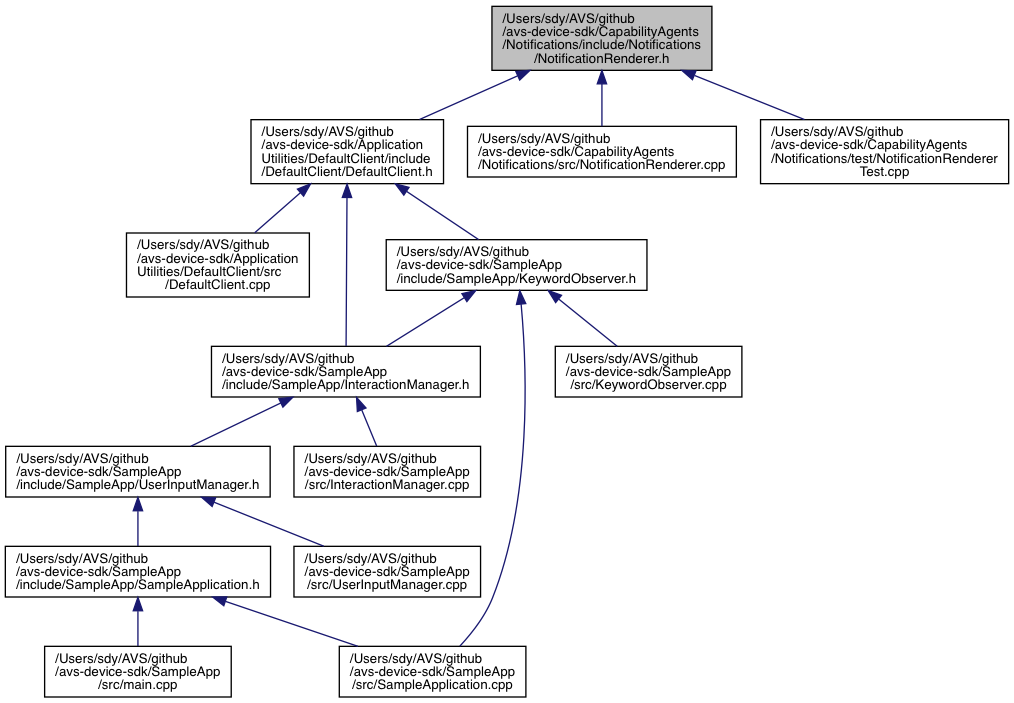 /Users/sdy/AVS/github
/avs-device-sdk/CapabilityAgents
/Notifications/include/Notifications
/NotificationRenderer.h
/Users/sdy/AVS/github
/avs-device-sdk/Application
Utilities/DefaultClient/include
/DefaultClient/DefaultClient.h
/Users/sdy/AVS/github
/avs-device-sdk/CapabilityAgents
/Notifications/src/NotificationRenderer.cpp
/Users/sdy/AVS/github
/avs-device-sdk/CapabilityAgents
/Notifications/test/NotificationRenderer
Test.cpp
/Users/sdy/AVS/github
/avs-device-sdk/Application
Utilities/DefaultClient/src
/DefaultClient.cpp
/Users/sdy/AVS/github
/avs-device-sdk/SampleApp
/include/SampleApp/KeywordObserver.h
/Users/sdy/AVS/github
/avs-device-sdk/SampleApp
/include/SampleApp/InteractionManager.h
/Users/sdy/AVS/github
/avs-device-sdk/SampleApp
/src/KeywordObserver.cpp
/Users/sdy/AVS/github
/avs-device-sdk/SampleApp
/include/SampleApp/UserInputManager.h
/Users/sdy/AVS/github
/avs-device-sdk/SampleApp
/src/InteractionManager.cpp
/Users/sdy/AVS/github
/avs-device-sdk/SampleApp
/include/SampleApp/SampleApplication.h
/Users/sdy/AVS/github
/avs-device-sdk/SampleApp
/src/UserInputManager.cpp
/Users/sdy/AVS/github
/avs-device-sdk/SampleApp
/src/main.cpp
/Users/sdy/AVS/github
/avs-device-sdk/SampleApp
/src/SampleApplication.cpp